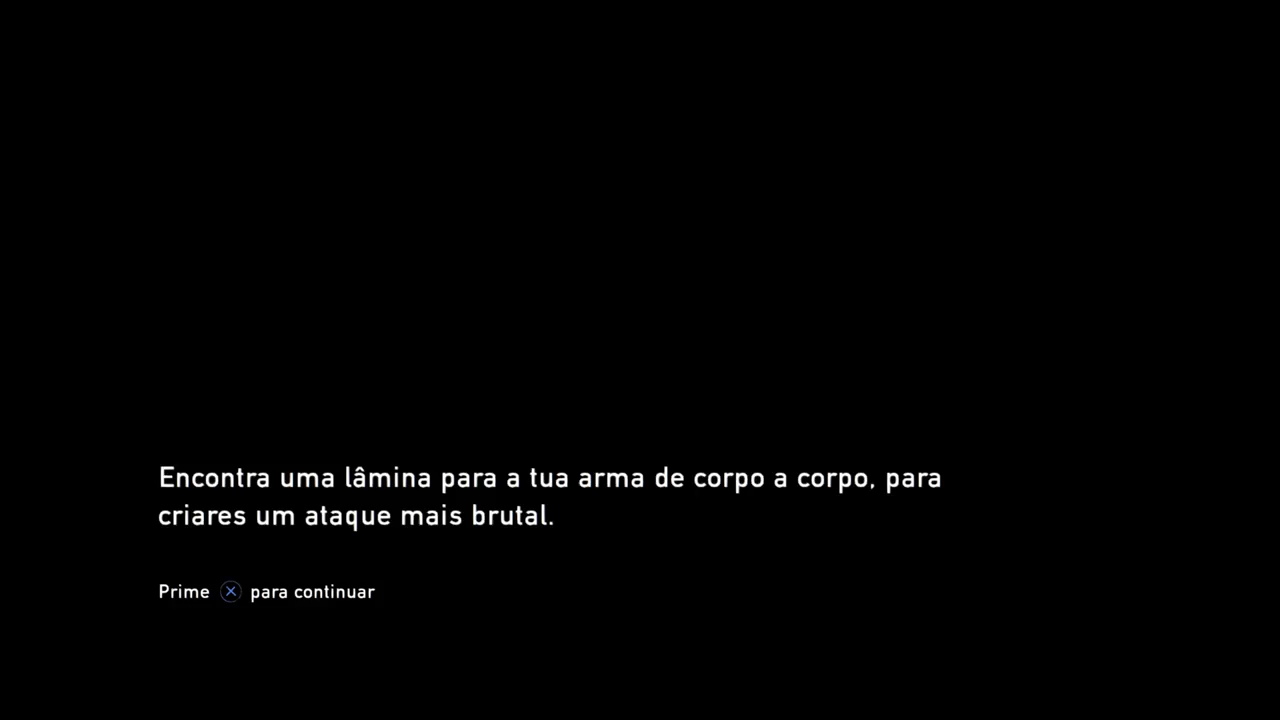 Encontra uma lâmina para a tua arma de corpo a corpo, para
criares um ataque mais brutal.
Prime ⓧ para continuar